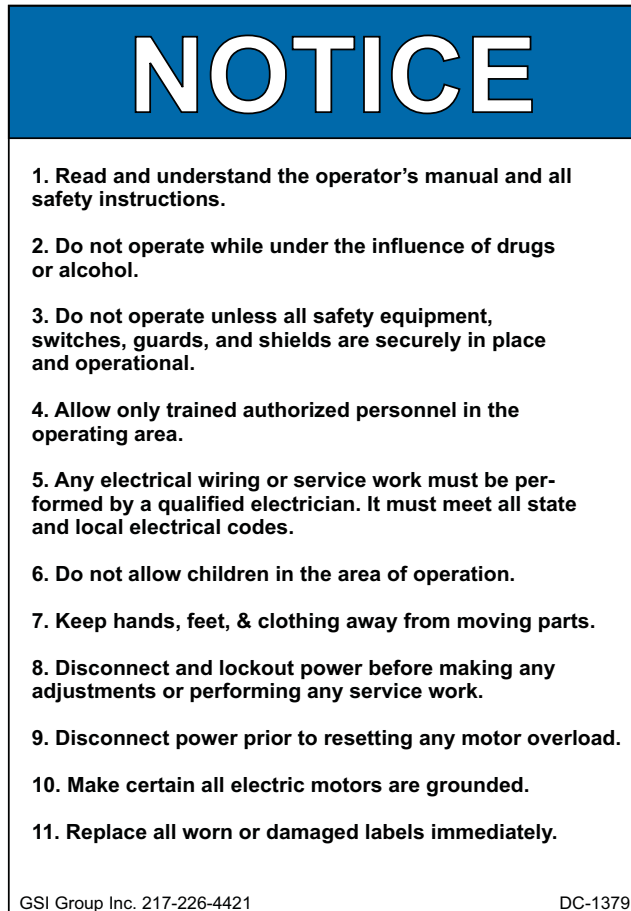 NOTICE
1. Read and understand the operator’s manual and all
safety instructions.
2. Do not operate while under the influence of drugs
or alcohol.
3. Do not operate unless all safety equipment,
switches, guards, and shields are securely in place
and operational.
4. Allow only trained authorized personnel in the
operating area.
5. Any electrical wiring or service work must be per-
formed by a qualified electrician. It must meet all state
and local electrical codes.
6. Do not allow children in the area of operation.
7. Keep hands, feet, & clothing away from moving parts.
8. Disconnect and lockout power before making any
adjustments or performing any service work.
9. Disconnect power prior to resetting any motor overload.
10. Make certain all electric motors are grounded.
11. Replace all worn or damaged labels immediately.
GSI Group Inc. 217-226-4421 DC-1379